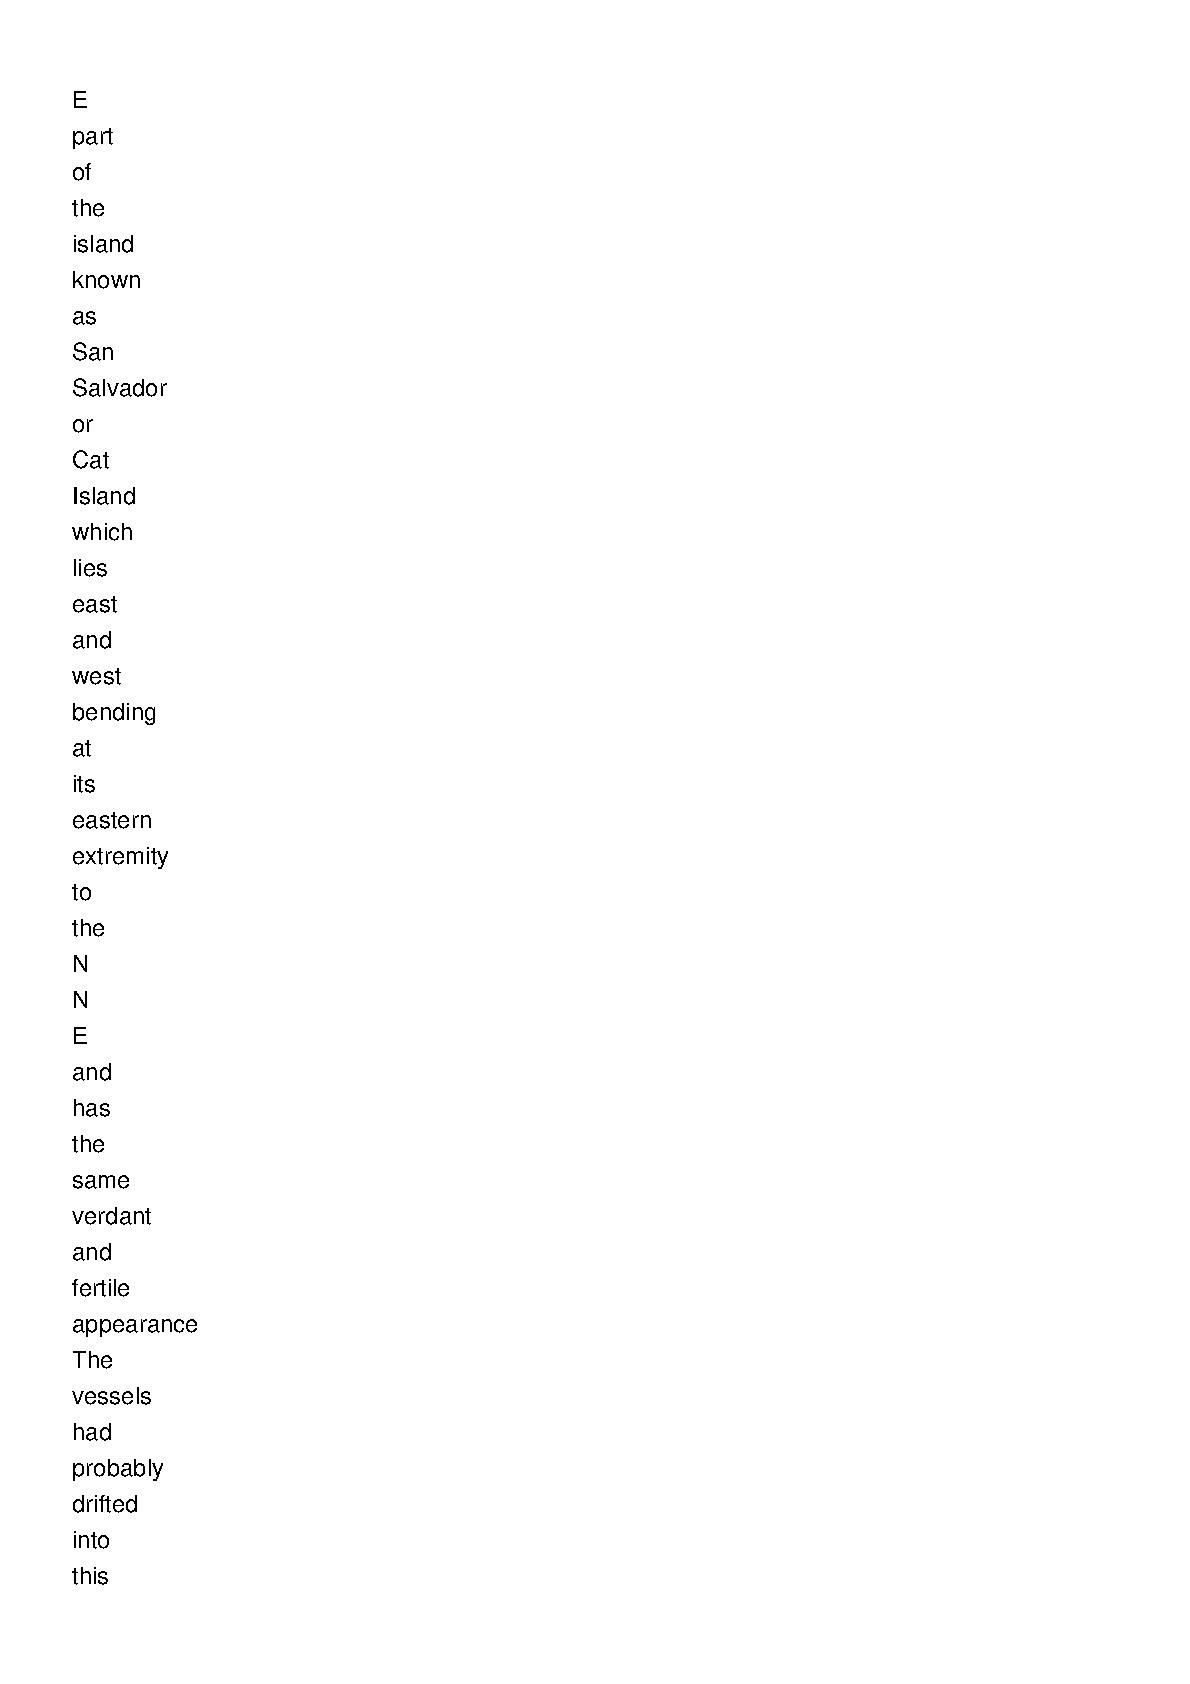 E
part
of
the
island
known
as
San
Salvador
or
Cat
Island
which
lies
east
and
west
bending
at
its
eastern
extremity
to
the
N
N
E
and
has
the
same
verdant
and
fertile
appearance
The
vessels
had
probably
drifted
into
this